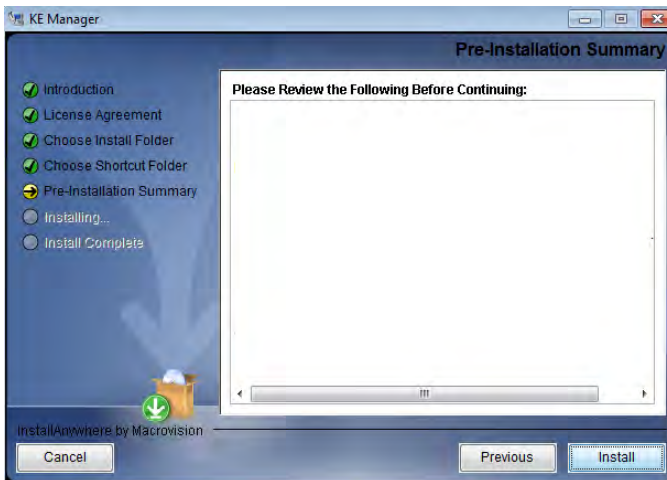 KE Manager
Pre-Installation Summary
Introduction
License Agreement
Choose Install Folder
Choose Shortcut Folder
Pre-Installation Summary
Installing...
Install Complete
Please Review the Following Before Continuing:
InstallAnywhere by Macrovision
Cancel
Previous
Install